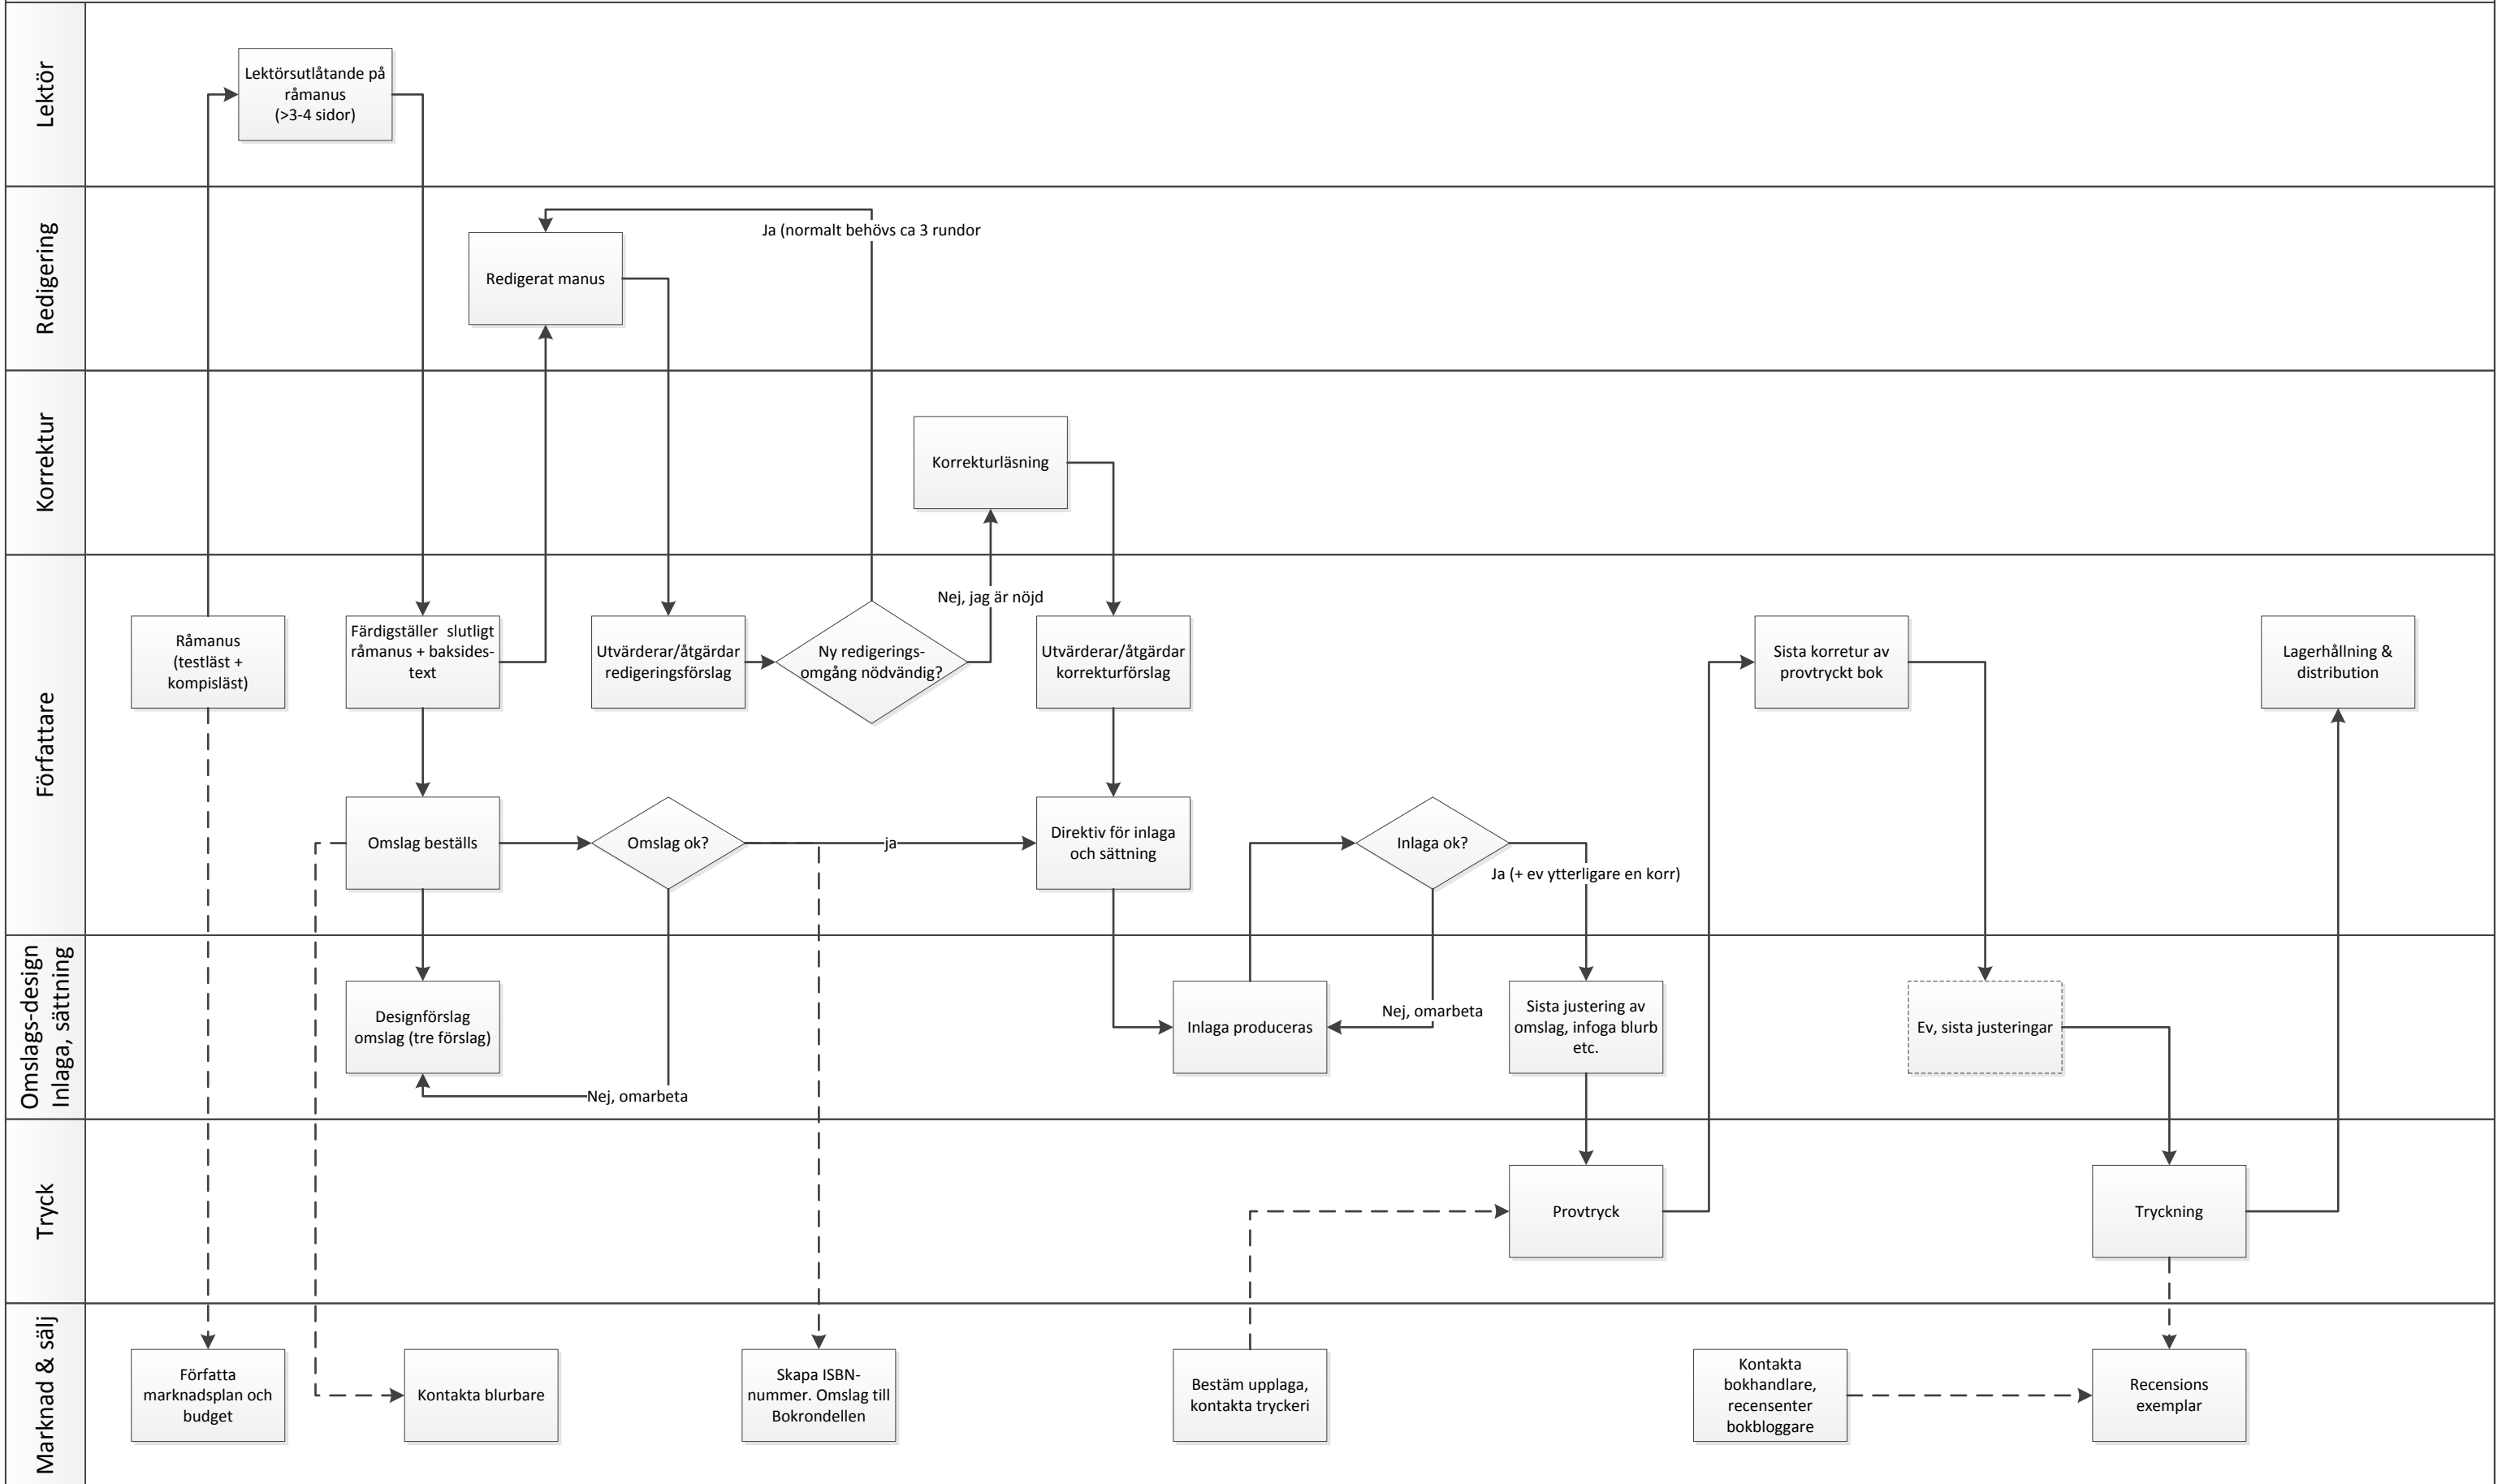 Lektör
Lektörsutlåtande på
råmanus
(>3-4 sidor)
Redigering
Ja (normalt behövs ca 3 rundor
Redigerat manus
Korrektur
Korrekturläsning
Författare
Nej, jag är nöjd
Råmanus
(testläst +
kompisläst)
Färdigställer slutligt
råmanus + baksides-
text
Utvärderar/åtgärdar
redigeringsförslag
Ny redigerings-
omgång nödvändig?
Utvärderar/åtgärdar
korrekturförslag
Sista korretur av
provtryckt bok
Lagerhållning &
distribution
Omslag beställs
Omslag ok?
ja
Direktiv för inlaga
och sättning
Inlaga ok?
Ja (+ ev ytterligare en korr)
Omslags-design
Inlaga, sättning
Designförslag
omslag (tre förslag)
Nej, omarbeta
Inlaga produceras
Nej, omarbeta
Sista justering av
omslag, infoga blurb
etc.
Ev, sista justeringar
Tryck
Provtryck
Tryckning
Marknad & sälj
Författa
marknadsplan och
budget
Kontakta blurbare
Skapa ISBN-
nummer. Omslag till
Bokrondellen
Bestäm upplaga,
kontakta tryckeri
Kontakta
bokhandlare,
recensenter
bokbloggare
Recensions
exemplar